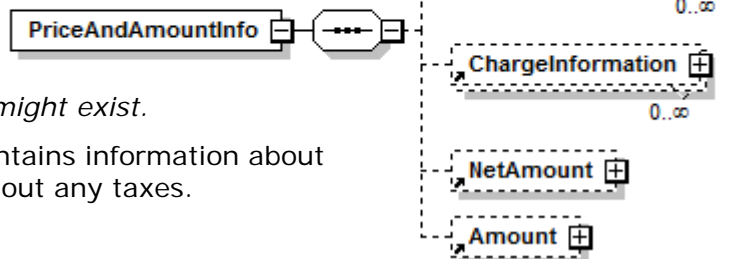 0..∞
PriceAndAmountInfo
ChargeInformation
might exist.
0..∞
ntains information about
out any taxes.
NetAmount
Amount